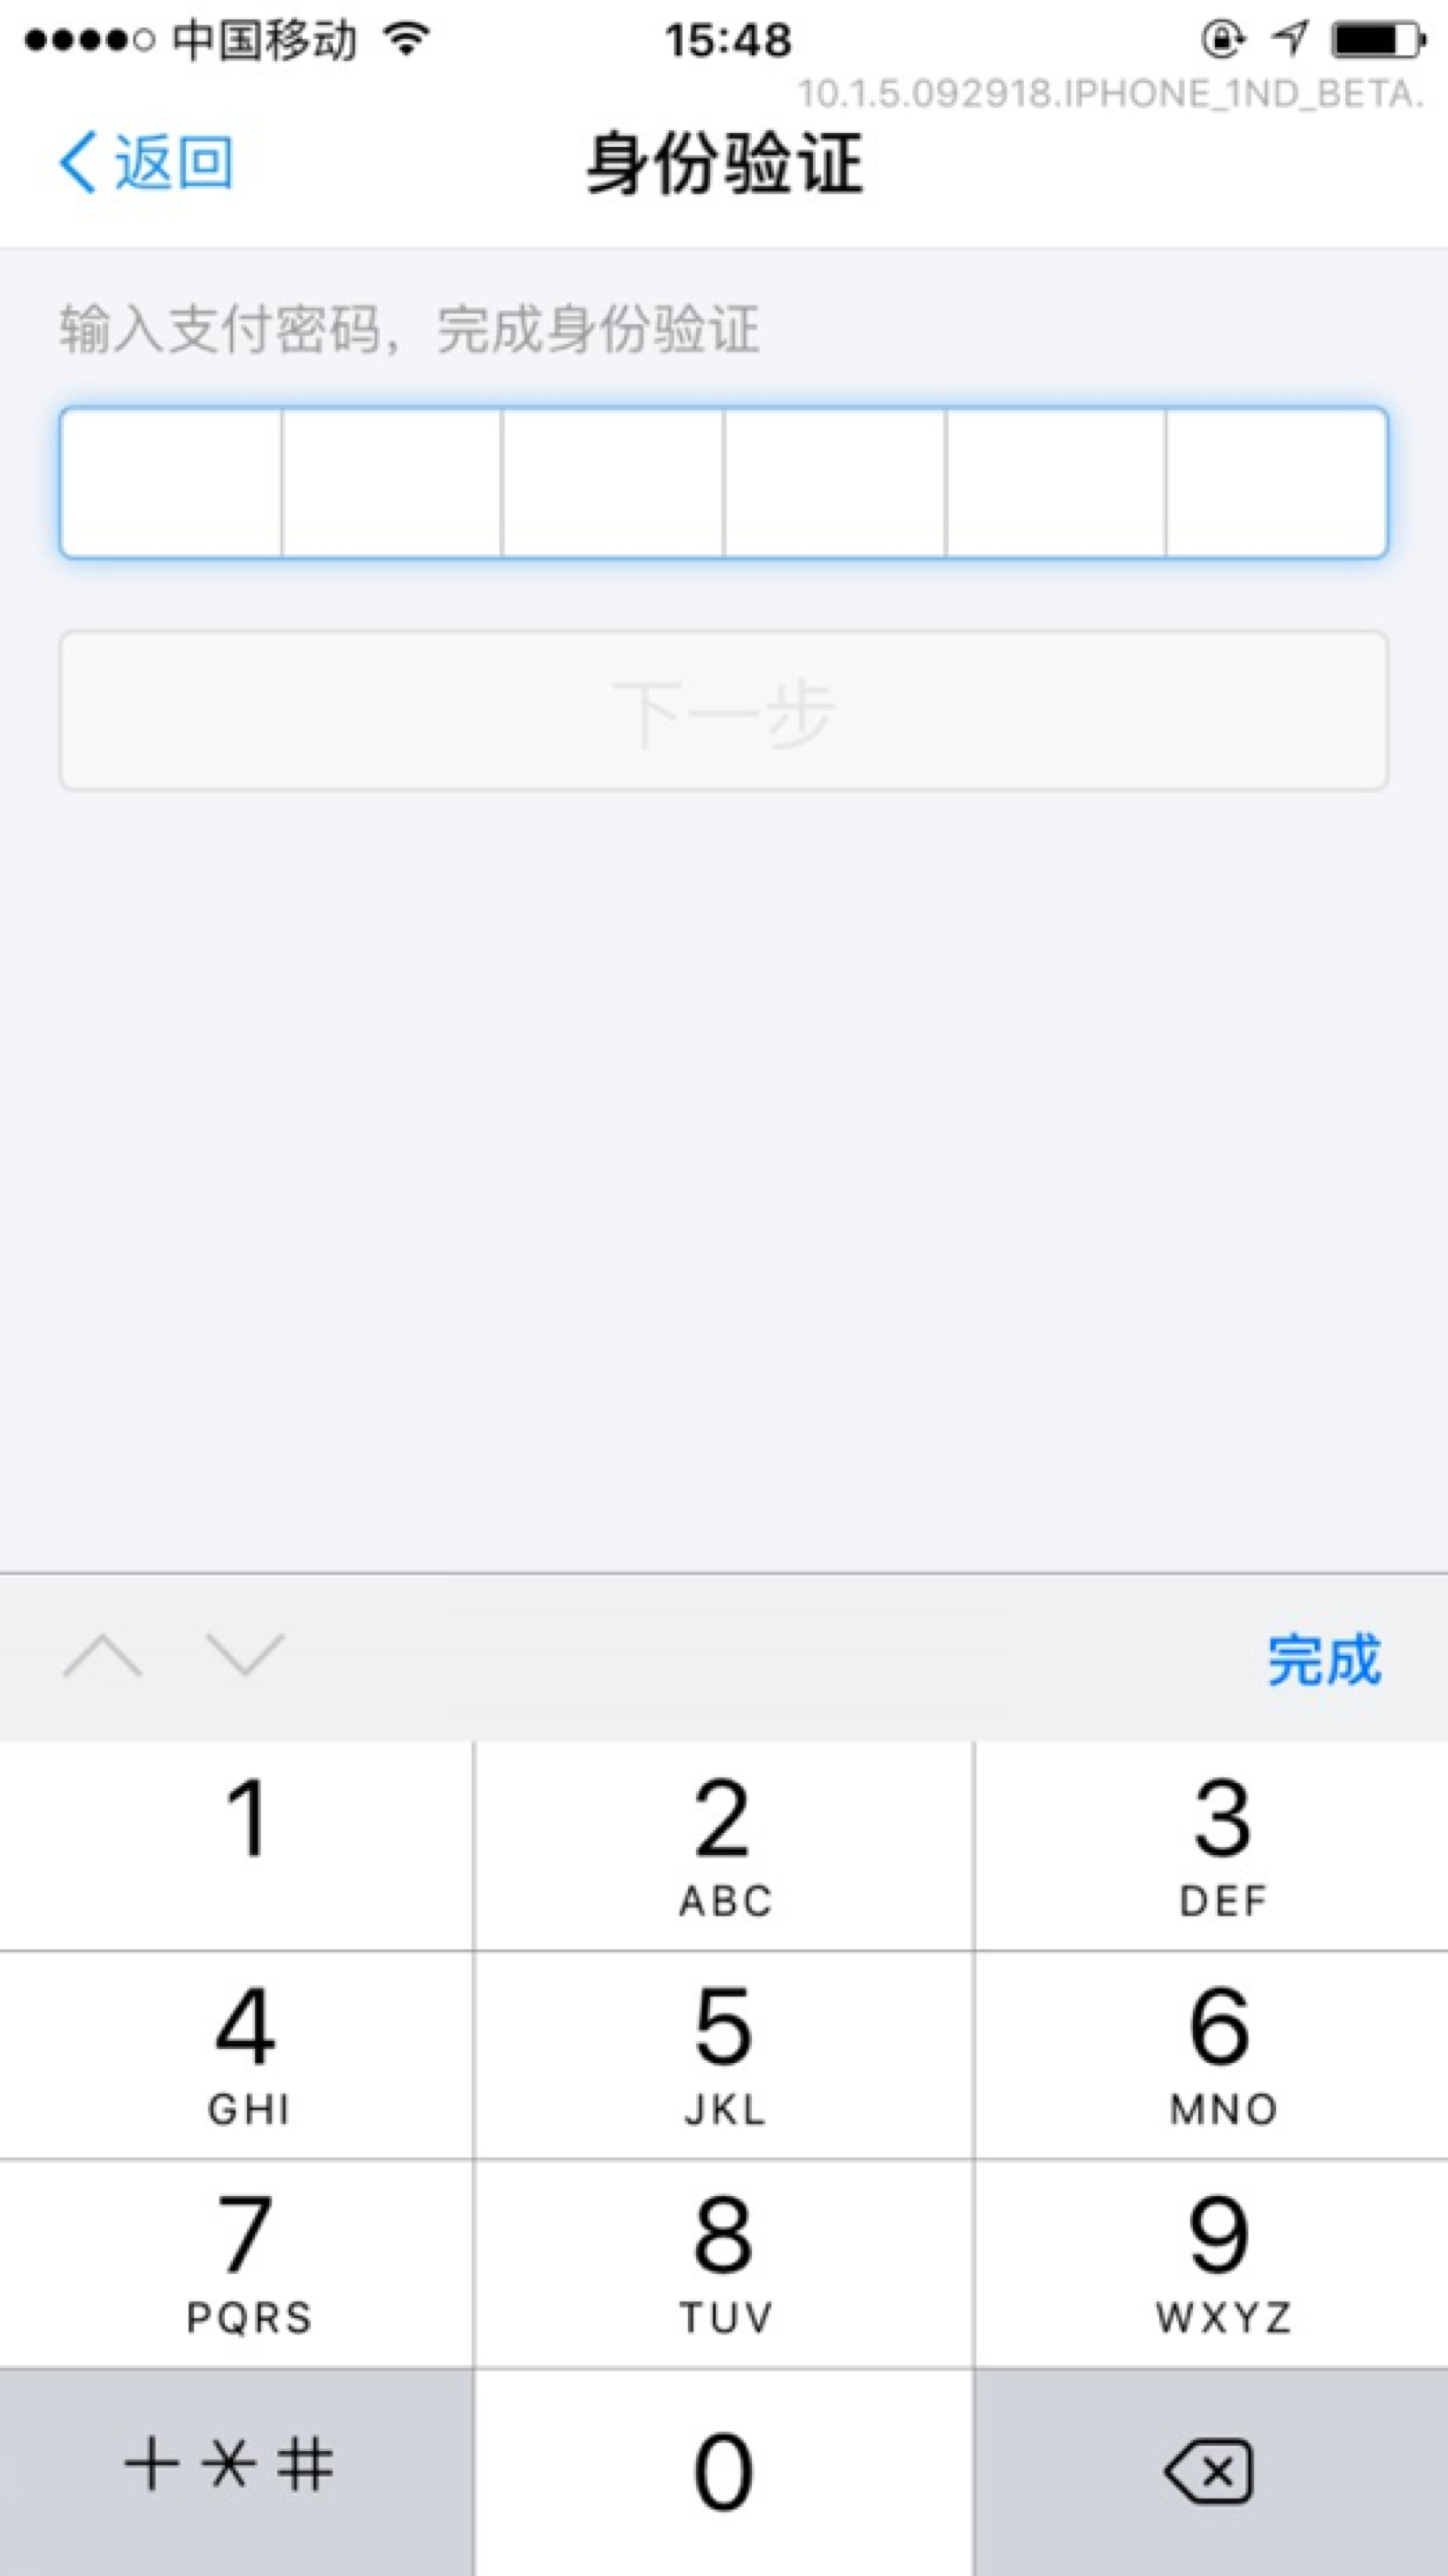 中国移动 15:48
10.1.5.092918.IPHONE_1ND_BETA.
返回 身份验证
输入支付密码，完成身份验证
下一步
完成
1 2 3
ABC DEF
4 5 6
GHI JKL MNO
7 8 9
PQRS TUV WXYZ
+*# 0